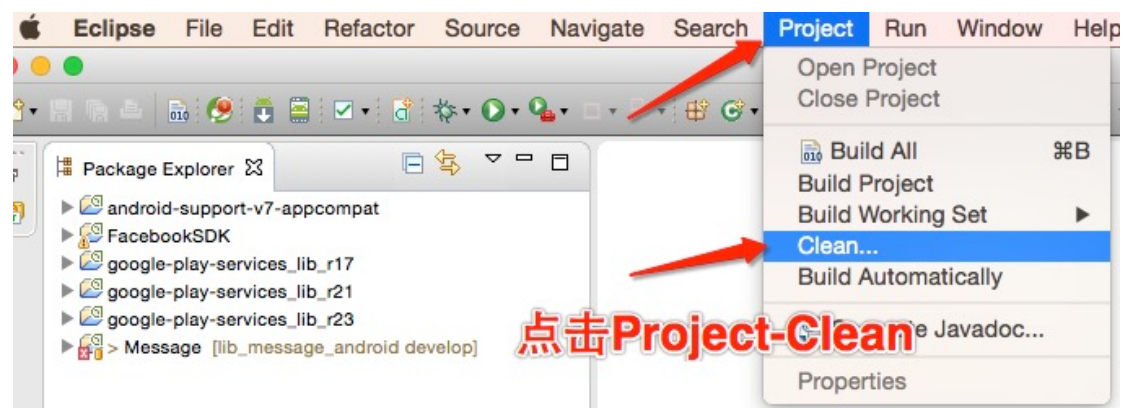 Eclipse File Edit Refactor Source Navigate Search Project Run Window Help
Open Project
Close Project
010 Build All ⌘B
Build Project
Build Working Set
Clean...
Build Automatically
Javadoc...
Properties
Package Explorer
android-support-v7-appcompat
FacebookSDK
google-play-services_lib_r17
google-play-services_lib_r21
google-play-services_lib_r23
> Message [lib_message_android develop]
点击Project-Clean